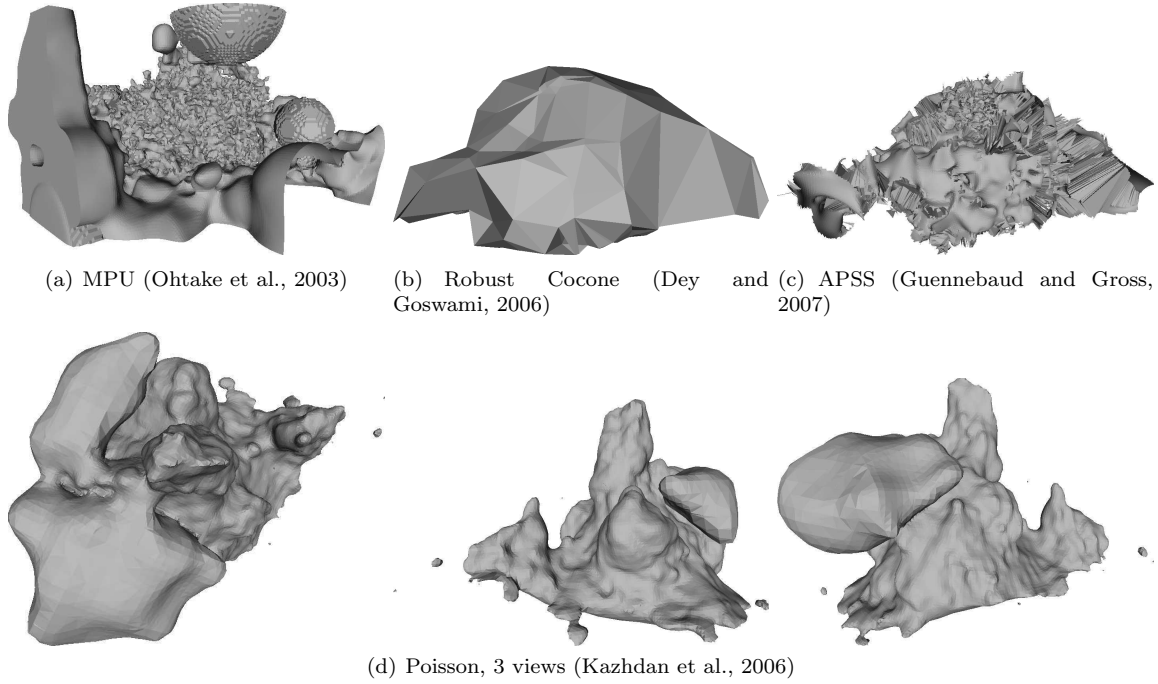 (a) MPU (Ohtake et al., 2003)
(b) Robust Cocone (Dey and
Goswami, 2006)
(c) APSS (Guennebaud and Gross,
2007)
(d) Poisson, 3 views (Kazhdan et al., 2006)